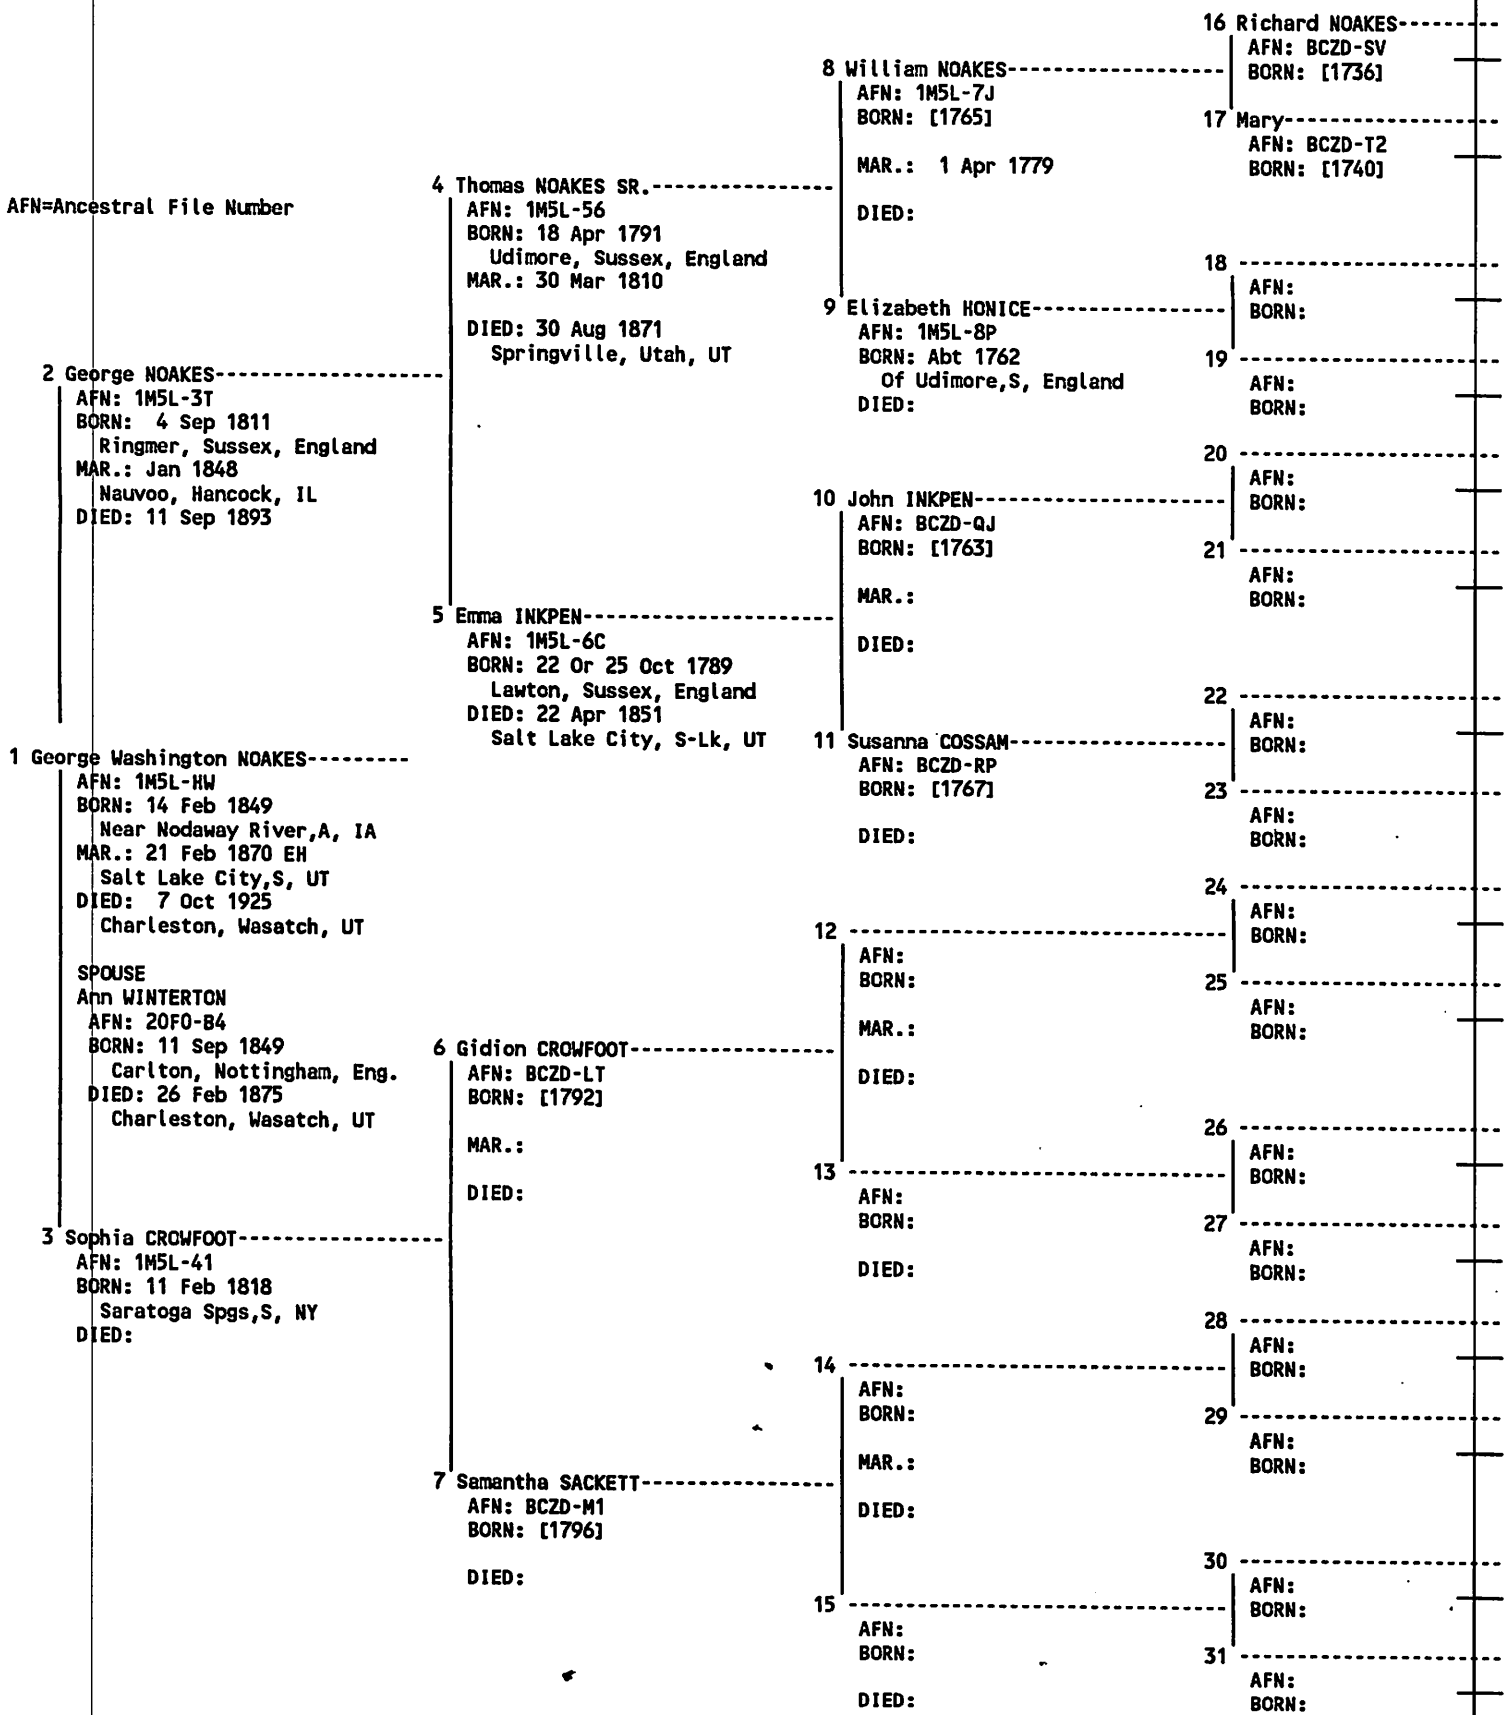 AFN=Ancestral File Number
1 George Washington NOAKES---------
AFN: 1M5L-HW
BORN: 14 Feb 1849
Near Nodaway River,A, IA
MAR.: 21 Feb 1870 EH
Salt Lake City,S, UT
DIED:  7 Oct 1925
Charleston, Wasatch, UT
SPOUSE
Ann WINTERTON
AFN: 20F0-B4
BORN: 11 Sep 1849
Carlton, Nottingham, Eng.
DIED: 26 Feb 1875
Charleston, Wasatch, UT
2 George NOAKES--------------------
AFN: 1M5L-3T
BORN:  4 Sep 1811
Ringmer, Sussex, England
MAR.: Jan 1848
Nauvoo, Hancock, IL
DIED: 11 Sep 1893
3 Sophia CROWFOOT------------------
AFN: 1M5L-41
BORN: 11 Feb 1818
Saratoga Spgs,S, NY
DIED:
4 Thomas NOAKES SR.----------------
AFN: 1M5L-56
BORN: 18 Apr 1791
Udimore, Sussex, England
MAR.: 30 Mar 1810
DIED: 30 Aug 1871
Springville, Utah, UT
5 Emma INKPEN----------------------
AFN: 1M5L-6C
BORN: 22 Or 25 Oct 1789
Lawton, Sussex, England
DIED: 22 Apr 1851
Salt Lake City, S-Lk, UT
6 Gidion CROWFOOT------------------
AFN: BCZD-LT
BORN: [1792]
MAR.:
DIED:
7 Samantha SACKETT-----------------
AFN: BCZD-M1
BORN: [1796]
DIED:
8 William NOAKES-------------------
AFN: 1M5L-7J
BORN: [1765]
MAR.:  1 Apr 1779
DIED:
9 Elizabeth HONICE-----------------
AFN: 1M5L-8P
BORN: Abt 1762
Of Udimore,S, England
DIED:
10 John INKPEN----------------------
AFN: BCZD-QJ
BORN: [1763]
MAR.:
DIED:
11 Susanna COSSAM-------------------
AFN: BCZD-RP
BORN: [1767]
DIED:
12 ---------------------------------
AFN:
BORN:
MAR.:
DIED:
13 ---------------------------------
AFN:
BORN:
DIED:
14 ---------------------------------
AFN:
BORN:
MAR.:
DIED:
15 ---------------------------------
AFN:
BORN:
DIED:
16 Richard NOAKES---------
AFN: BCZD-SV
BORN: [1736]
17 Mary-------------------
AFN: BCZD-T2
BORN: [1740]
18 -----------------------
AFN:
BORN:
19 -----------------------
AFN:
BORN:
20 -----------------------
AFN:
BORN:
21 -----------------------
AFN:
BORN:
22 -----------------------
AFN:
BORN:
23 -----------------------
AFN:
BORN:
24 -----------------------
AFN:
BORN:
25 -----------------------
AFN:
BORN:
26 -----------------------
AFN:
BORN:
27 -----------------------
AFN:
BORN:
28 -----------------------
AFN:
BORN:
29 -----------------------
AFN:
BORN:
30 -----------------------
AFN:
BORN:
31 -----------------------
AFN:
BORN: